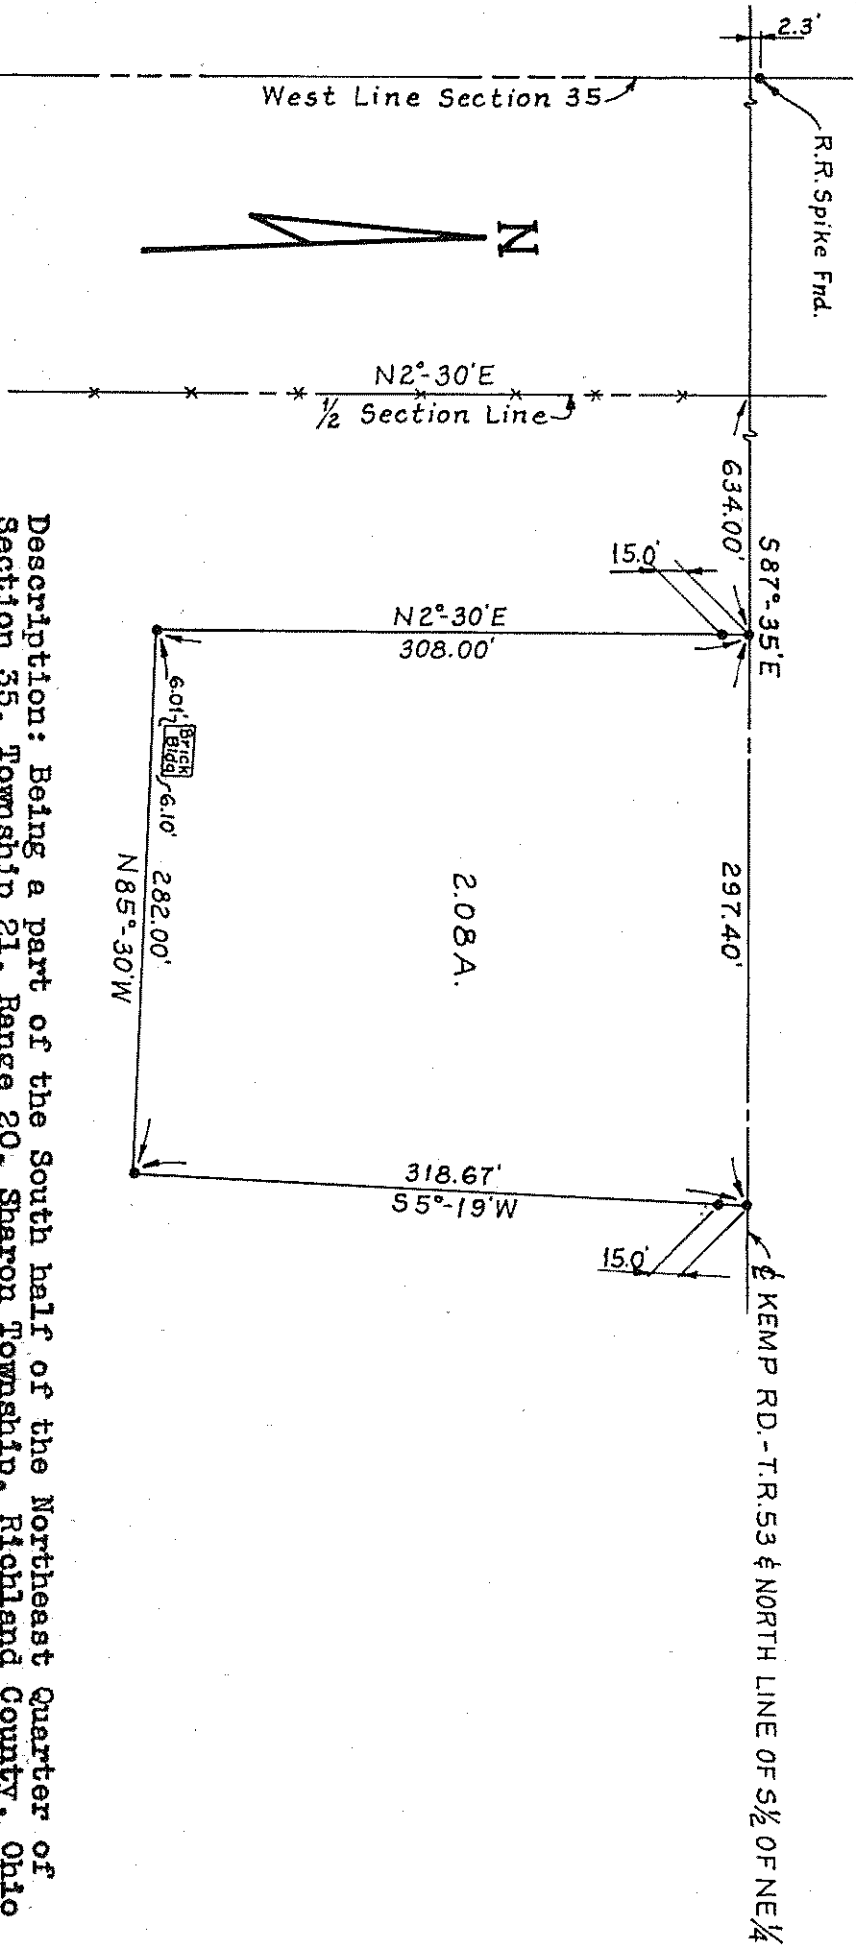 2.3'
R.R. Spike Fnd.
West Line Section 35
N
N2°-30'E
1/2 Section Line
634.00'
S87°-35'E
15.0'
N2°-30'E
308.00'
6.01'
Brick
Bldg
6.10'
282.00'
N85°-30'W
2.08A.
297.40'
318.67'
S5°-19'W
15.0'
℄ KEMP RD.-T.R.53 & NORTH LINE OF S½ OF NE¼
Description: Being a part of the South half of the Northeast Quarter of
Section 35, Township 21, Range 20, Sharon Township, Richland County, Ohio